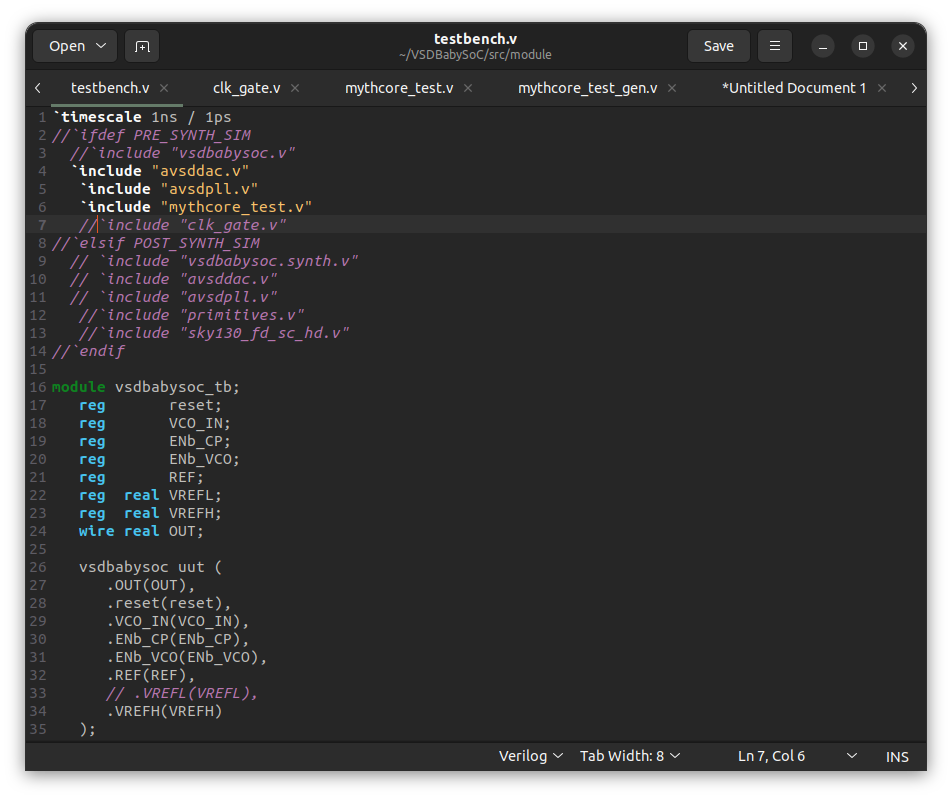 Open
testbench.v
~/VSDBabySoC/src/module
Save
testbench.v
clk_gate.v
mythcore_test.v
mythcore_test_gen.v
*Untitled Document 1
1 `timescale 1ns / 1ps
2 //`ifdef PRE_SYNTH_SIM
3   //`include "vsdbabysoc.v"
4   `include "avsddac.v"
5    `include "avsdpll.v"
6    `include "mythcore_test.v"
7    //`include "clk_gate.v"
8 //`elsif POST_SYNTH_SIM
9   // `include "vsdbabysoc.synth.v"
10   // `include "avsddac.v"
11   // `include "avsdpll.v"
12    //`include "primitives.v"
13    //`include "sky130_fd_sc_hd.v"
14 //`endif
15
16 module vsdbabysoc_tb;
17    reg       reset;
18    reg       VCO_IN;
19    reg       ENb_CP;
20    reg       ENb_VCO;
21    reg       REF;
22    reg  real VREFL;
23    reg  real VREFH;
24    wire real OUT;
25
26    vsdbabysoc uut (
27       .OUT(OUT),
28       .reset(reset),
29       .VCO_IN(VCO_IN),
30       .ENb_CP(ENb_CP),
31       .ENb_VCO(ENb_VCO),
32       .REF(REF),
33       // .VREFL(VREFL),
34       .VREFH(VREFH)
35    );
Verilog
Tab Width: 8
Ln 7, Col 6
INS